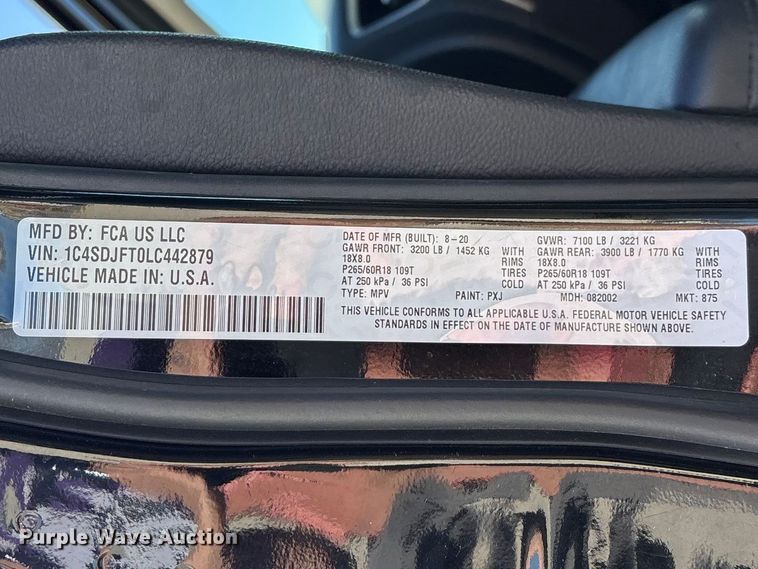 MFD BY: FCA US LLC
VIN: 1C4SDJFT0LC442879
VEHICLE MADE IN: U.S.A.
DATE OF MFR (BUILT): 8-20
GAWR FRONT: 3200 LB / 1452 KG WITH
18X8.0 RIMS
P265/60R18 109T TIRES
AT 250 kPa / 36 PSI COLD
TYPE: MPV PAINT: PXJ
GVWR: 7100 LB / 3221 KG
GAWR REAR: 3900 LB / 1770 KG WITH
18X8.0 RIMS
P265/60R18 109T TIRES
AT 250 kPa / 36 PSI COLD
MDH: 082002 MKT: 875
THIS VEHICLE CONFORMS TO ALL APPLICABLE U.S.A. FEDERAL MOTOR VEHICLE SAFETY
STANDARDS IN EFFECT ON THE DATE OF MANUFACTURE SHOWN ABOVE.
Purple Wave Auction